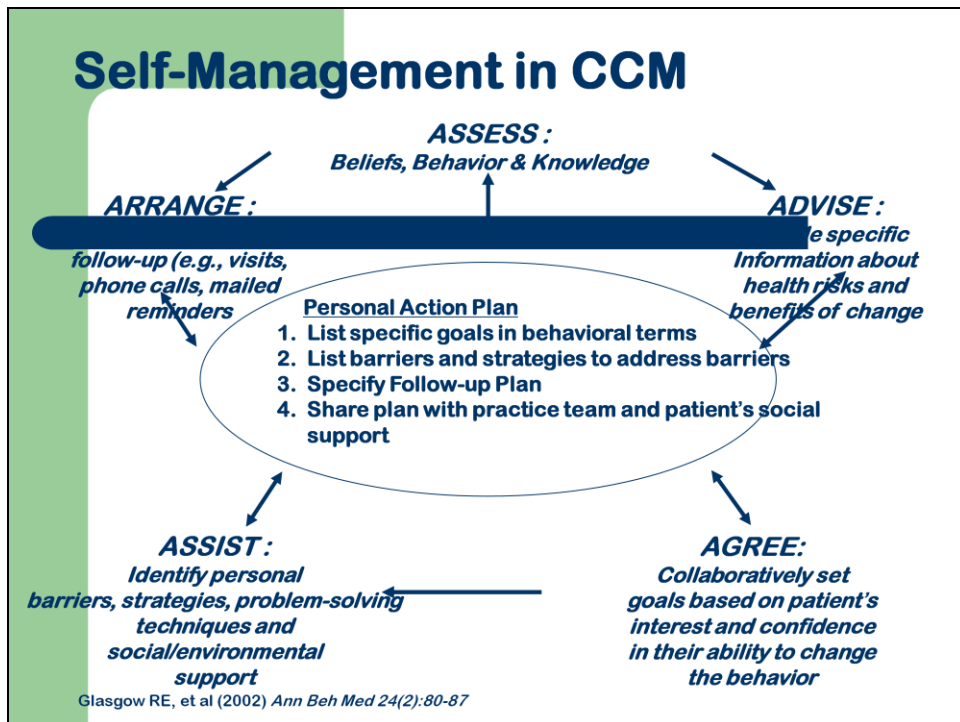 Self-Management in CCM
ASSESS :
Beliefs, Behavior & Knowledge
ARRANGE :
follow-up (e.g., visits,
phone calls, mailed
reminders
ADVISE :
specific
Information about
health risks and
benefits of change
Personal Action Plan
1. List specific goals in behavioral terms
2. List barriers and strategies to address barriers
3. Specify Follow-up Plan
4. Share plan with practice team and patient's social
support
ASSIST :
Identify personal
barriers, strategies, problem-solving
techniques and
social/environmental
support
AGREE:
Collaboratively set
goals based on patient's
interest and confidence
in their ability to change
the behavior
Glasgow RE, et al (2002) Ann Beh Med 24(2):80-87